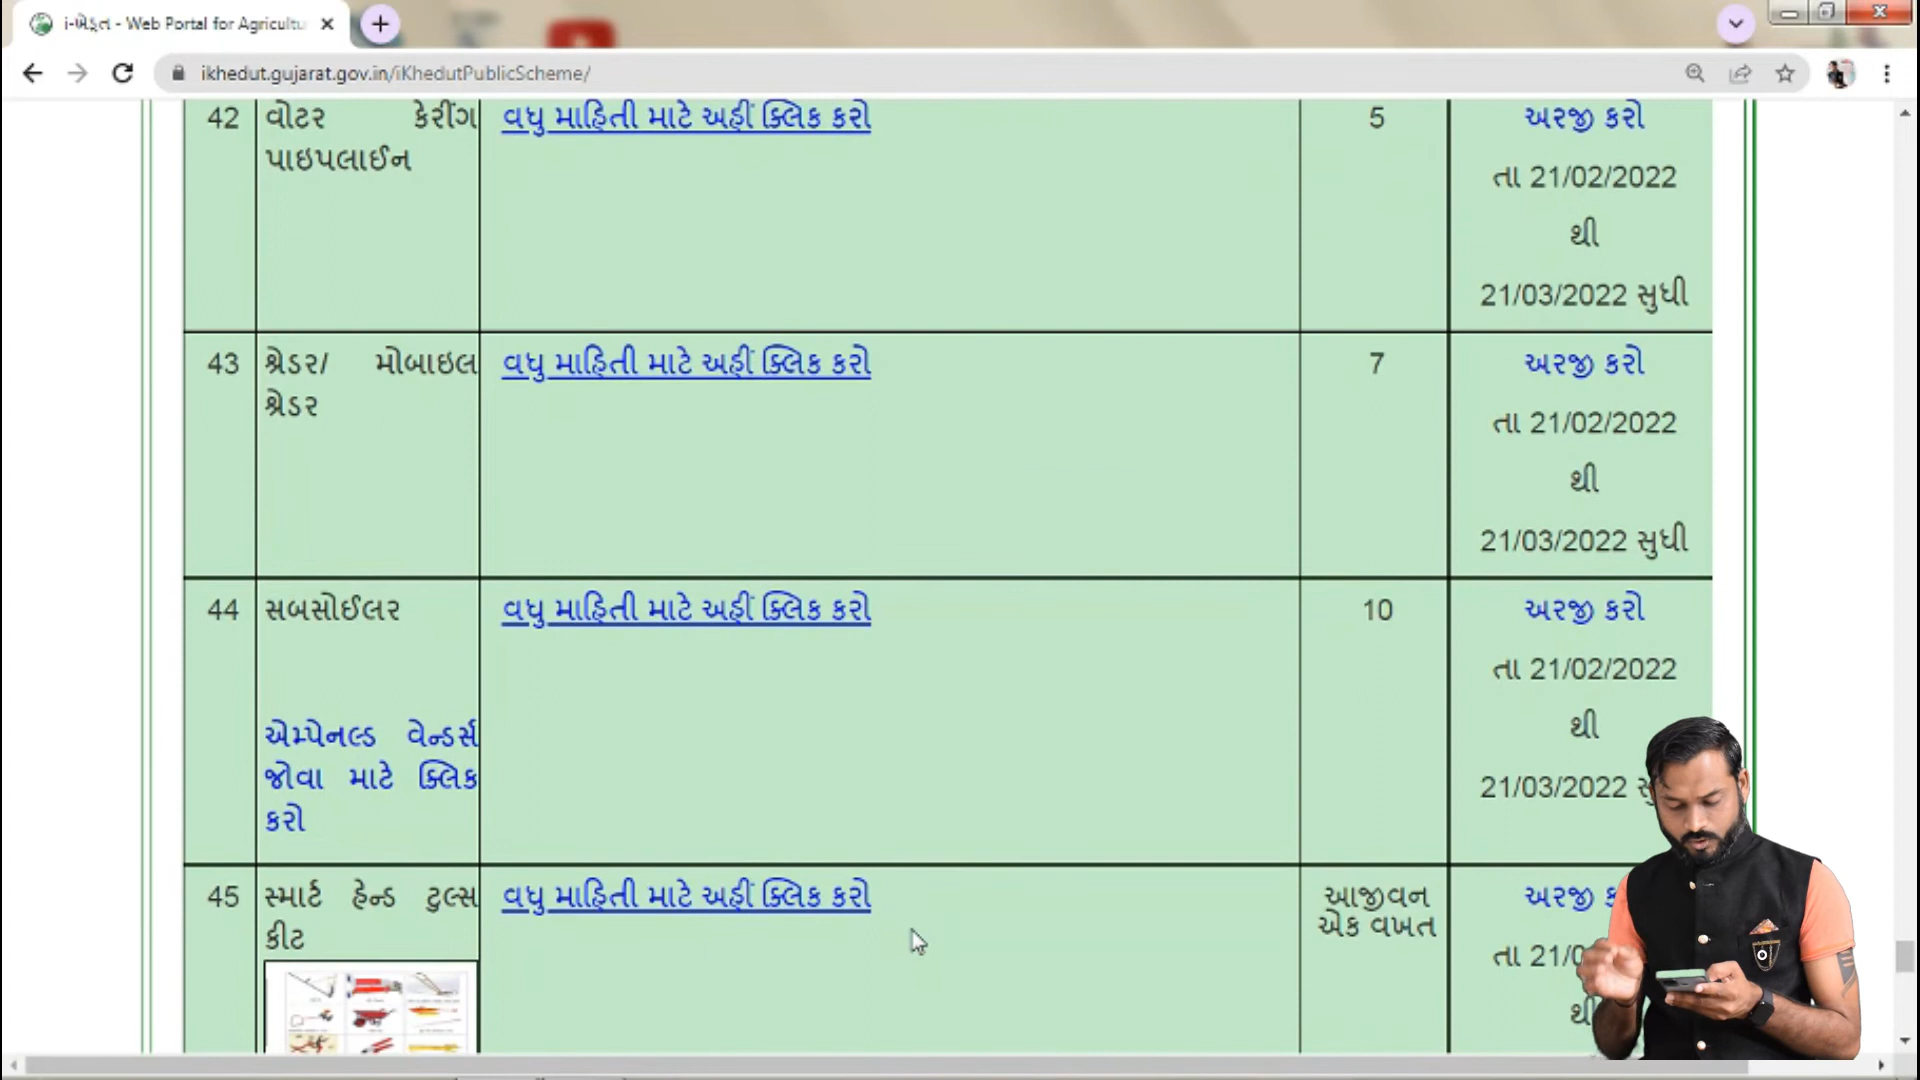 i-ખેડૂત - Web Portal for Agricultu
ikhedut.gujarat.gov.in/iKhedutPublicScheme/
42 વોટર કેરીંગ વધુ માહિતી માટે અહીં ક્લિક કરો 5 અરજી કરો
પાઇપલાઈન તા 21/02/2022
થી
21/03/2022 સુધી
43 શ્રેડર/ મોબાઇલ વધુ માહિતી માટે અહીં ક્લિક કરો 7 અરજી કરો
શ્રેડર તા 21/02/2022
થી
21/03/2022 સુધી
44 સબસોઈલર વધુ માહિતી માટે અહીં ક્લિક કરો 10 અરજી કરો
તા 21/02/2022
એમ્પેનલ્ડ વેન્ડર્સ થી
જોવા માટે ક્લિક 21/03/2022
કરો
45 સ્માર્ટ હેન્ડ ટુલ્સ વધુ માહિતી માટે અહીં ક્લિક કરો આજીવન અરજી
કીટ એક વખત તા 21/0
થી